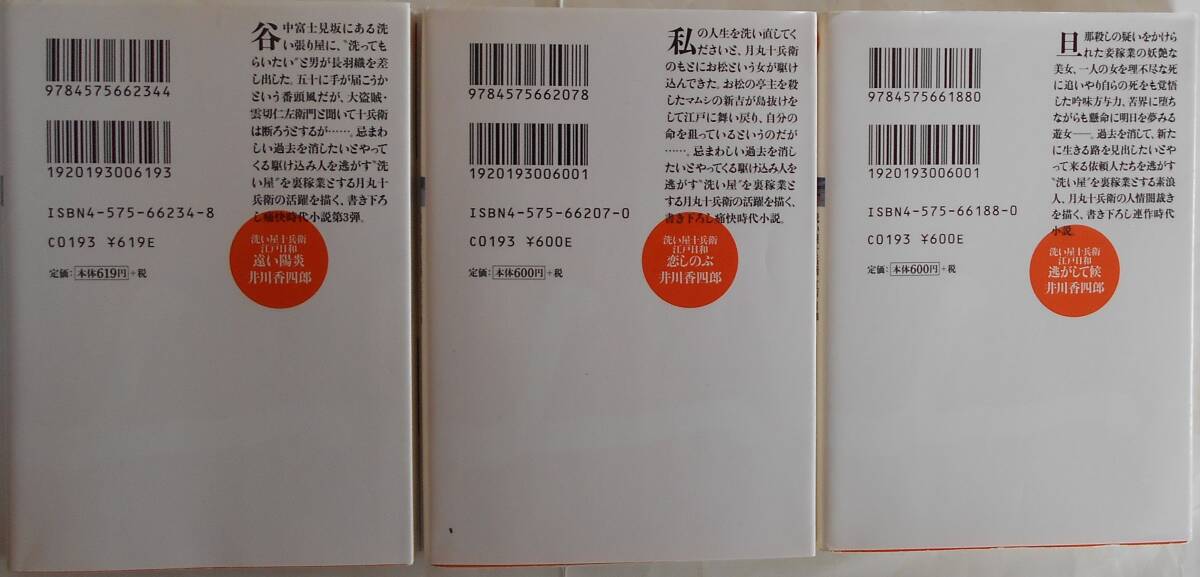 9784575662344
1920193006193
ISBN4-575-66234-8
C0193 ¥619E
定価：本体619円＋税
谷中富士見坂にある洗
い張り屋に、〝洗っても
らいたい〟と男が長羽織を差
し出した。五十に手が届こうか
という番頭風だが、大盗賊・
雲切仁左衛門と聞いて十兵衛
は断ろうとするが……。忌まわ
しい過去を消したいとやって
くる駆け込み人を逃がす〝洗
い屋〟を裏稼業とする月丸十
兵衛の活躍を描く、書き下ろ
し痛快時代小説第3弾。
洗い屋十兵衛
江戸日和
遠い陽炎
井川香四郎
9784575662078
1920193006001
ISBN4-575-66207-0
C0193 ¥600E
定価：本体600円＋税
私の人生を洗い直してく
ださいと、月丸十兵衛
のもとにお松という女が駆け
込んできた。お松の亭主を殺
したマムシの新吉が島抜けを
して江戸に舞い戻り、自分の
命を狙っているというのだが
……。忌まわしい過去を消し
たいとやってくる駆け込み人を
逃がす〝洗い屋〟を裏稼業と
する月丸十兵衛の活躍を描く、
書き下ろし痛快時代小説。
洗い屋十兵衛
江戸日和
恋しのぶ
井川香四郎
9784575661880
1920193006001
ISBN4-575-66188-0
C0193 ¥600E
定価：本体600円＋税
旦那殺しの疑いをかけら
れた妾稼業の妖艶な
美女、一人の女を理不尽な死
に追いやり自らの死をも覚悟
した吟味方与力、苦界に堕ち
ながらも懸命に明日を夢みる
遊女――。過去を消して、新た
に生きる路を見出したいとや
って来る依頼人たちを逃がす
〝洗い屋〟を裏稼業とする素浪
人、月丸十兵衛の人情闇裁き
を描く、書き下ろし連作時代
小説。
洗い屋十兵衛
江戸日和
逃がして候
井川香四郎